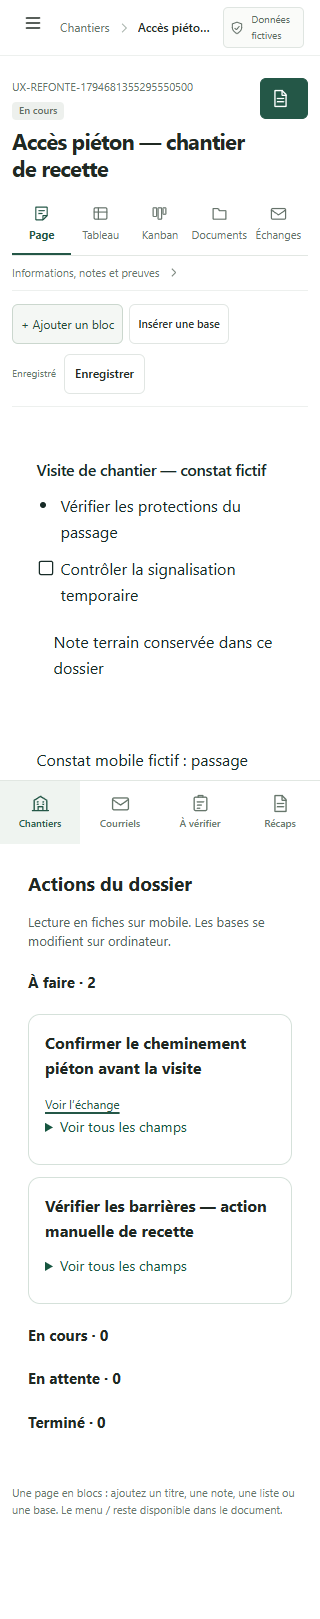 Chantiers
Accès piéto...
Données
fictives
UX-REFONTE-1794681355295550500
En cours
Accès piéton — chantier
de recette
Page
Tableau
Kanban
Documents
Échanges
Informations, notes et preuves
+ Ajouter un bloc
Insérer une base
Enregistré
Enregistrer
Visite de chantier — constat fictif
Vérifier les protections du
passage
Contrôler la signalisation
temporaire
Note terrain conservée dans ce
dossier
Constat mobile fictif : passage
Chantiers
Courriels
À vérifier
Récaps
Actions du dossier
Lecture en fiches sur mobile. Les bases se
modifient sur ordinateur.
À faire · 2
Confirmer le cheminement
piéton avant la visite
Voir l'échange
Voir tous les champs
Vérifier les barrières — action
manuelle de recette
Voir tous les champs
En cours · 0
En attente · 0
Terminé · 0
Une page en blocs : ajoutez un titre, une note, une liste ou
une base. Le menu / reste disponible dans le document.